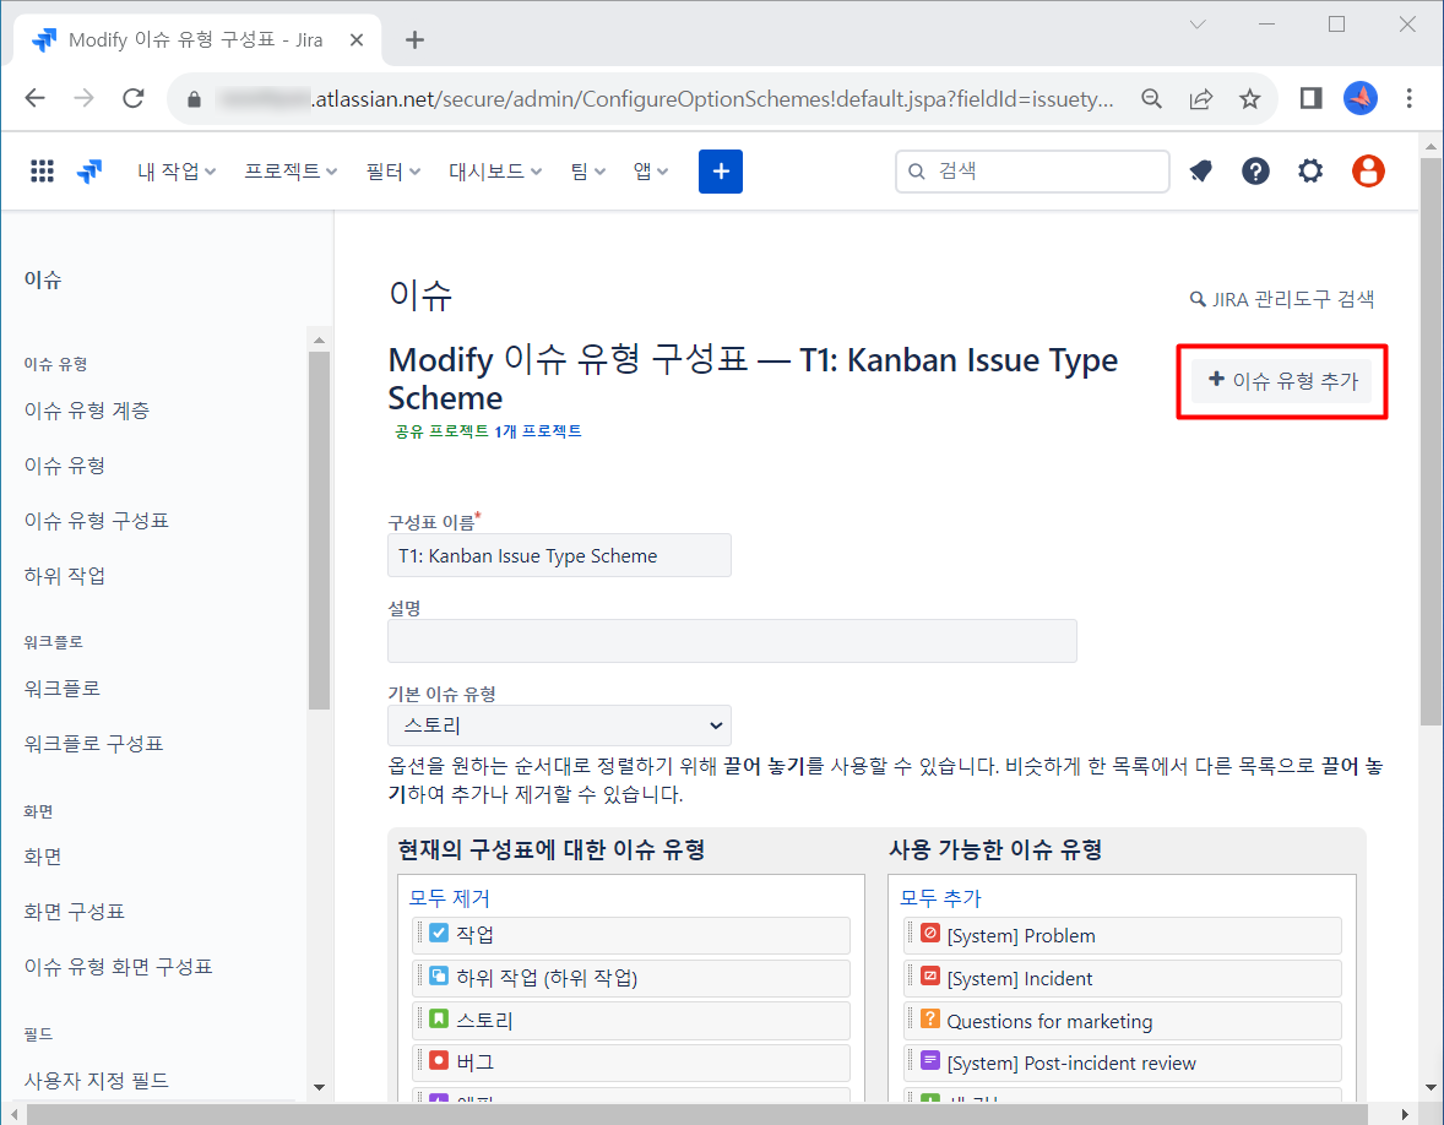 Modify 이슈 유형 구성표 - Jira
.atlassian.net/secure/admin/ConfigureOptionSchemes!default.jspa?fieldId=issuety...
내 작업 프로젝트 필터 대시보드 팀 앱 + 검색
이슈
이슈 유형
이슈 유형 계층
이슈 유형
이슈 유형 구성표
하위 작업
워크플로
워크플로
워크플로 구성표
화면
화면
화면 구성표
이슈 유형 화면 구성표
필드
사용자 지정 필드
이슈
JIRA 관리도구 검색
Modify 이슈 유형 구성표 — T1: Kanban Issue Type
Scheme
+ 이슈 유형 추가
공유 프로젝트 1개 프로젝트
구성표 이름*
T1: Kanban Issue Type Scheme
설명
기본 이슈 유형
스토리
옵션을 원하는 순서대로 정렬하기 위해 끌어 놓기를 사용할 수 있습니다. 비슷하게 한 목록에서 다른 목록으로 끌어 놓
기하여 추가나 제거할 수 있습니다.
현재의 구성표에 대한 이슈 유형
모두 제거
작업
하위 작업 (하위 작업)
스토리
버그
사용 가능한 이슈 유형
모두 추가
[System] Problem
[System] Incident
Questions for marketing
[System] Post-incident review